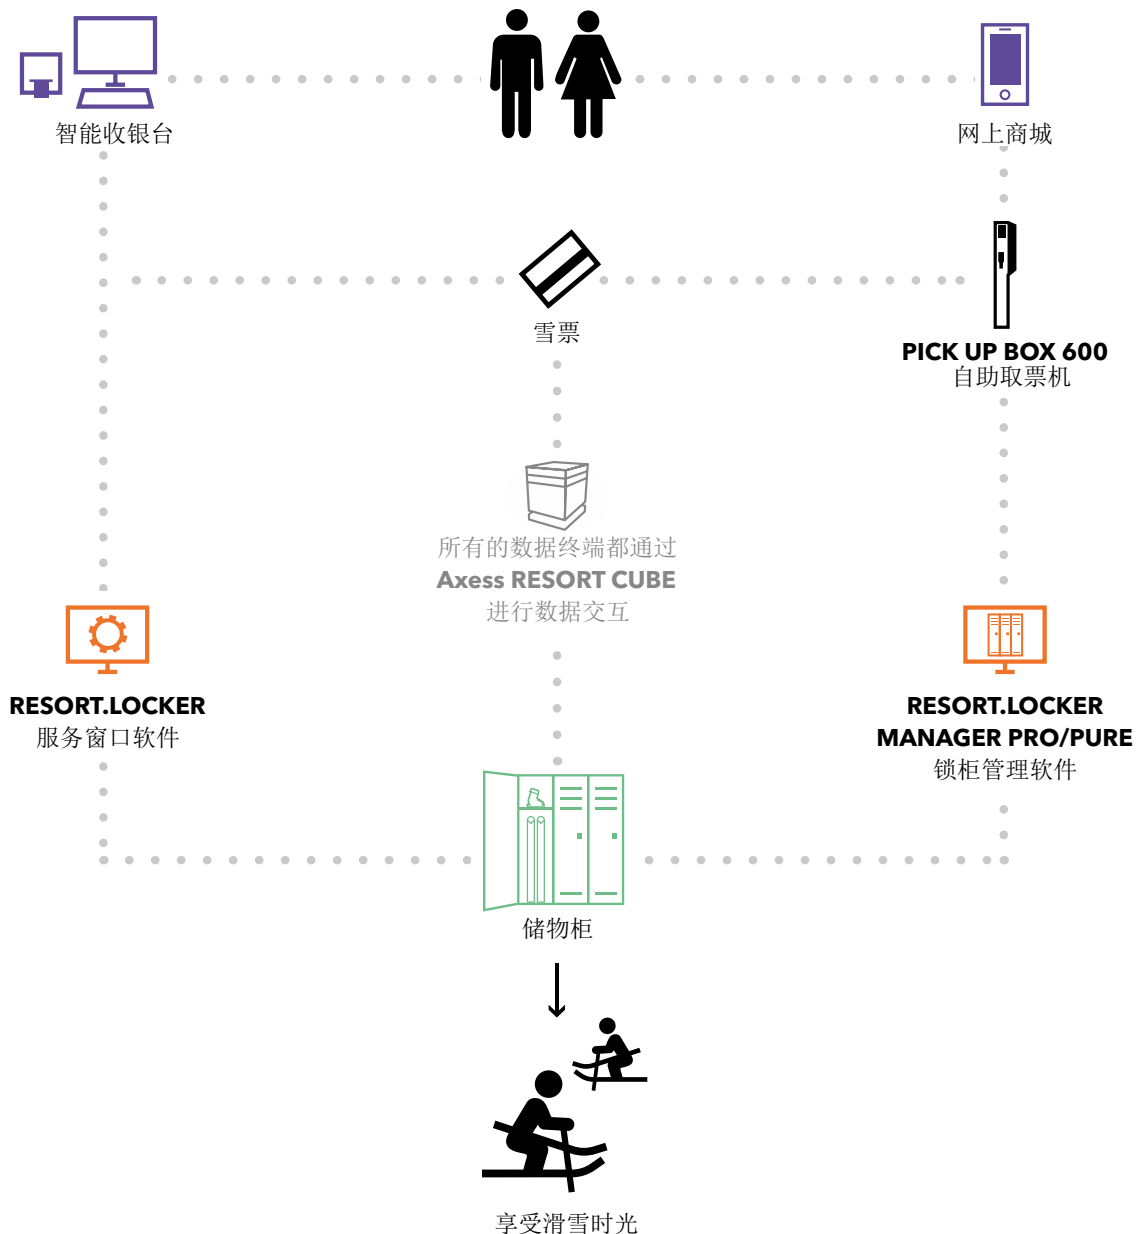 智能收银台
网上商城
雪票
PICK UP BOX 600
自助取票机
所有的数据终端都通过
Axess RESORT CUBE
进行数据交互
RESORT.LOCKER
服务窗口软件
RESORT.LOCKER
MANAGER PRO/PURE
锁柜管理软件
储物柜
享受滑雪时光